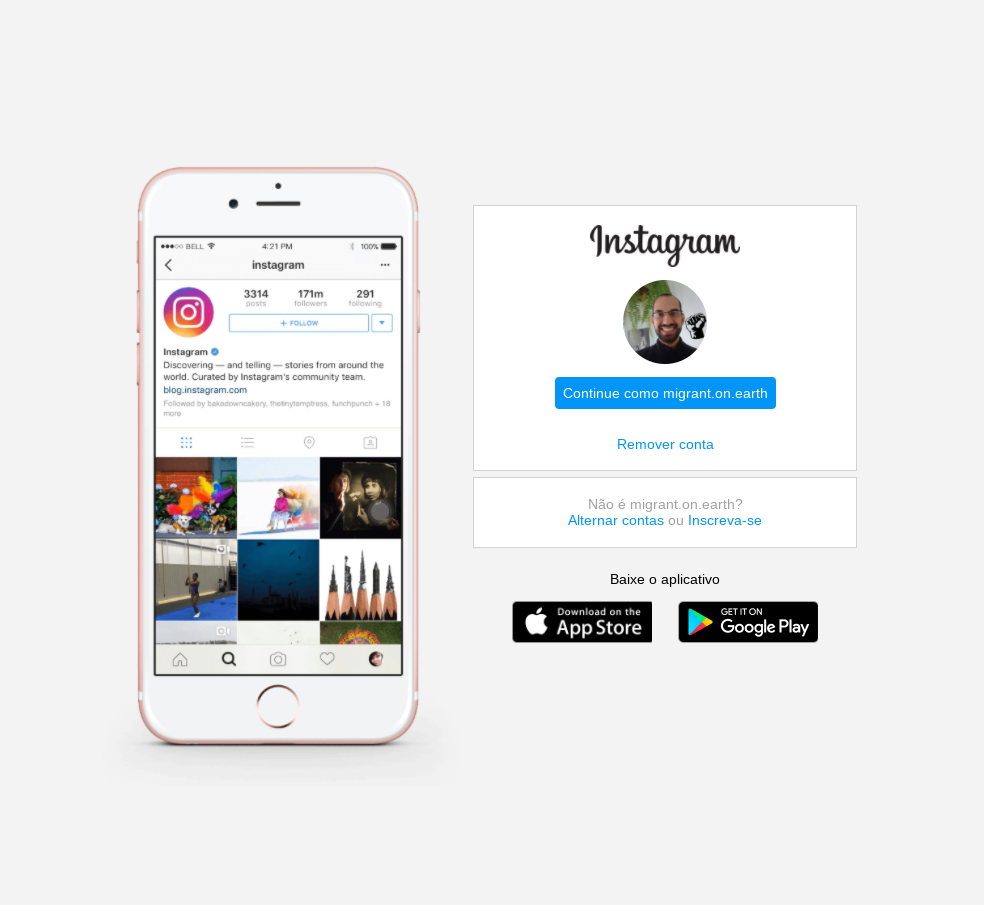 BELL 4:21 PM 100%
instagram
3314 171m 291
posts followers following
+ FOLLOW
Instagram
Discovering — and telling — stories from around the
world. Curated by Instagram's community team.
blog.instagram.com
Followed by bakedowncakery, thetinytemptress, funchpunch + 18
more
Instagram
Continue como migrant.on.earth
Remover conta
Não é migrant.on.earth?
Alternar contas ou Inscreva-se
Baixe o aplicativo
Download on the
App Store
GET IT ON
Google Play